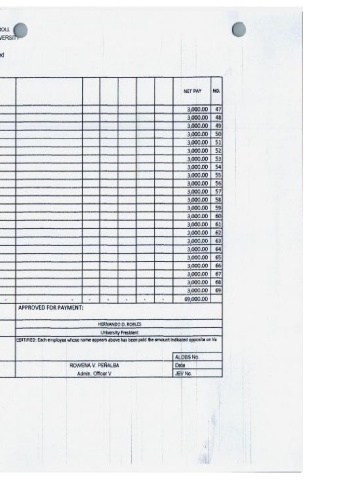 ROLL
VERSITY
ed
NET PAY NO.
3,000.00 47
3,000.00 48
3,000.00 49
3,000.00 50
3,000.00 51
3,000.00 52
3,000.00 53
3,000.00 54
3,000.00 55
3,000.00 56
3,000.00 57
3,000.00 58
3,000.00 59
3,000.00 60
3,000.00 61
3,000.00 62
3,000.00 63
3,000.00 64
3,000.00 65
3,000.00 66
3,000.00 67
3,000.00 68
3,000.00 69
- - - - - - 69,000.00
APPROVED FOR PAYMENT:
HERNANDO D. ROBLES
University President
CERTIFIED: Each employee whose name appears above has been paid the amount indicated opposite on his
ALOBS No.
ROWENA V. PEÑALBA Date
Admin. Officer V JEV No.